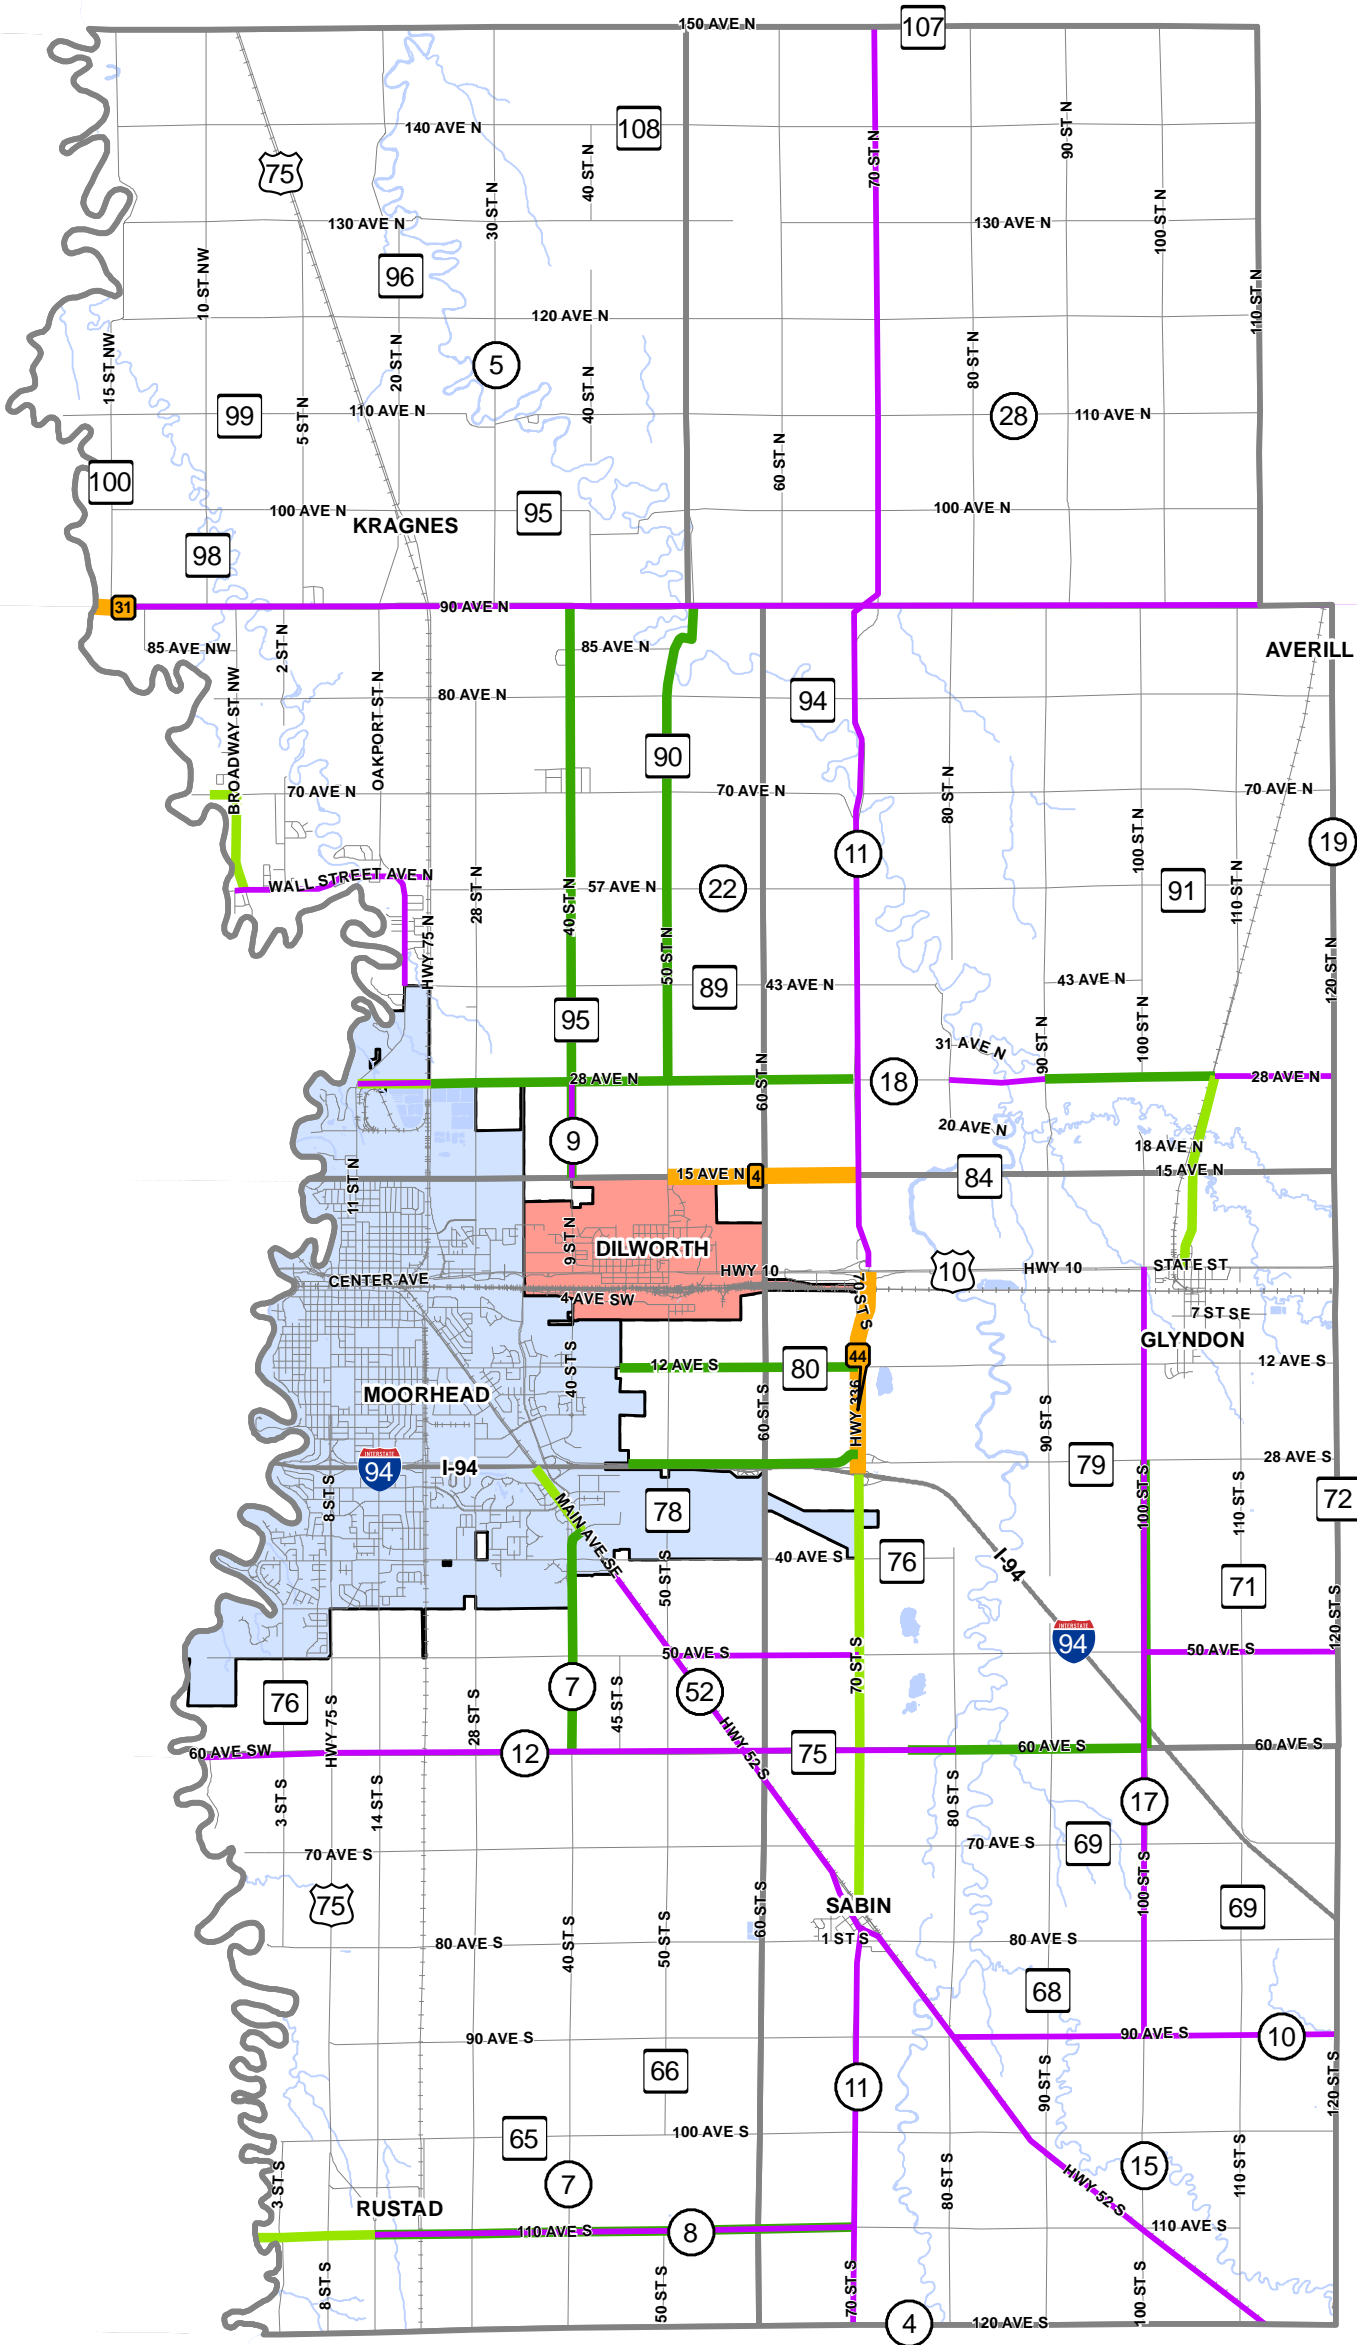 150 AVE N
107
140 AVE N
108
75
40 ST N
70 ST N
90 ST N
30 ST N
130 AVE N
130 AVE N
100 ST N
10 ST NW
96
110 ST N
120 AVE N
15 ST NW
20 ST N
5
40 ST N
80 ST N
99
5 ST N
110 AVE N
28
110 AVE N
60 ST N
100
100 AVE N
KRAGNES
95
100 AVE N
98
31
90 AVE N
85 AVE NW
2 ST N
85 AVE N
AVERILL
BROADWAY ST NW
OAKPORT ST N
80 AVE N
94
90
70 AVE N
70 AVE N
80 ST N
70 AVE N
11
100 ST N
19
WALL STREET AVE N
28 ST N
57 AVE N
22
91
110 ST N
40 ST N
HWY 75 N
50 ST N
89
43 AVE N
43 AVE N
120 ST N
95
31 AVE N
90 ST N
100 ST N
28 AVE N
60 ST N
18
28 AVE N
9
20 AVE N
18 AVE N
11 ST N
15 AVE N
4
84
15 AVE N
9 ST N
DILWORTH
CENTER AVE
HWY 10
10
HWY 10
STATE ST
4 AVE SW
70 ST S
7 ST SE
GLYNDON
44
40 ST S
12 AVE S
80
12 AVE S
MOORHEAD
60 ST S
HWY 336
90 ST S
INTERSTATE
94
I-94
79
28 AVE S
8 ST S
MAIN AVE SE
78
100 ST S
110 ST S
72
40 AVE S
76
I-94
50 ST S
71
120 ST S
50 AVE S
70 ST S
INTERSTATE
94
50 AVE S
76
7
45 ST S
52
28 ST S
HWY 75 S
60 AVE SW
12
HWY 52 S
75
60 AVE S
60 AVE S
3 ST S
14 ST S
80 ST S
17
70 AVE S
70 AVE S
69
75
60 ST S
SABIN
100 ST S
69
80 AVE S
40 ST S
50 ST S
1 ST S
80 AVE S
68
90 AVE S
90 AVE S
10
66
11
90 ST S
120 ST S
65
100 AVE S
3 ST S
7
80 ST S
HWY 52 S
15
110 ST S
RUSTAD
110 AVE S
8
110 AVE S
8 ST S
50 ST S
70 ST S
100 ST S
4
120 AVE S